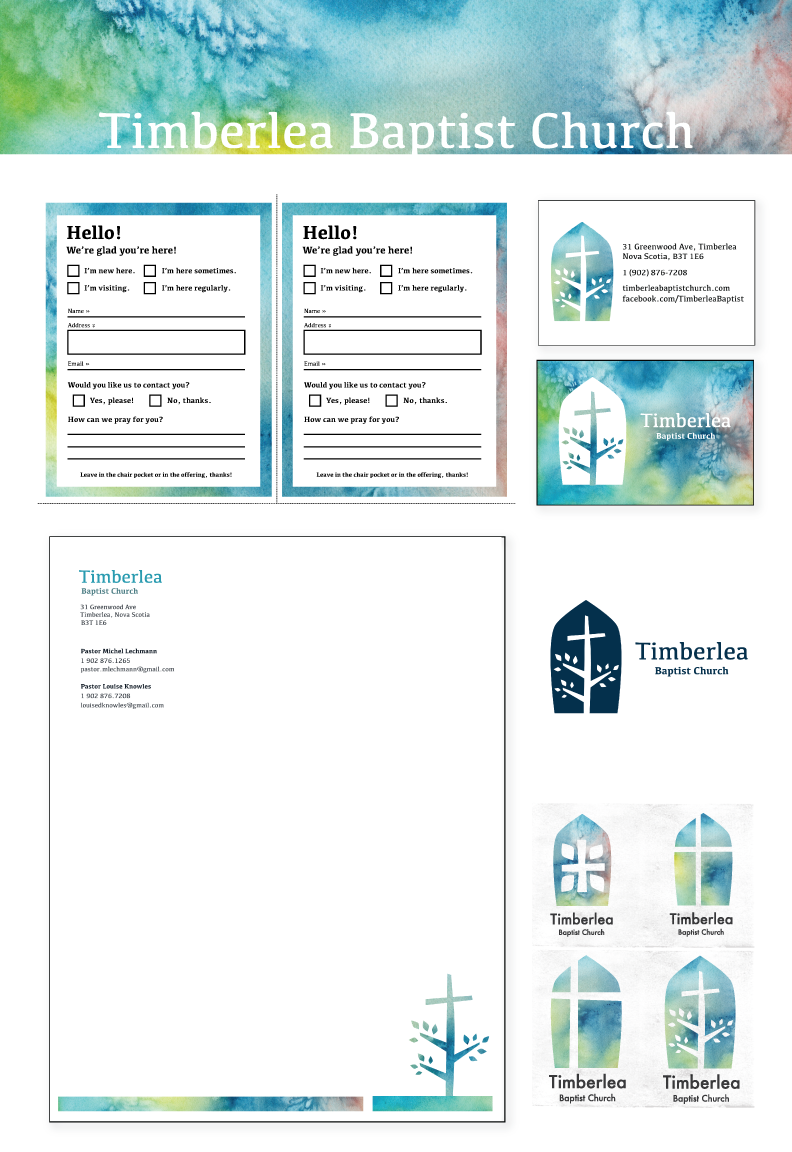 Timberlea Baptist Church
Hello!
We're glad you're here!
I'm new here. I'm here sometimes.
I'm visiting. I'm here regularly.
Name »
Address :
Email »
Would you like us to contact you?
Yes, please! No, thanks.
How can we pray for you?
Leave in the chair pocket or in the offering, thanks!
Hello!
We're glad you're here!
I'm new here. I'm here sometimes.
I'm visiting. I'm here regularly.
Name »
Address :
Email »
Would you like us to contact you?
Yes, please! No, thanks.
How can we pray for you?
Leave in the chair pocket or in the offering, thanks!
31 Greenwood Ave, Timberlea
Nova Scotia, B3T 1E6
1 (902) 876-7208
timberleabaptistchurch.com
facebook.com/TimberleaBaptist
Timberlea
Baptist Church
Timberlea
Baptist Church
31 Greenwood Ave
Timberlea, Nova Scotia
B3T 1E6
Pastor Michel Lechmann
1 902 876.1265
pastor.mlechmann@gmail.com
Pastor Louise Knowles
1 902 876.7208
louisedknowles@gmail.com
Timberlea
Baptist Church
Timberlea
Baptist Church
Timberlea
Baptist Church
Timberlea
Baptist Church
Timberlea
Baptist Church